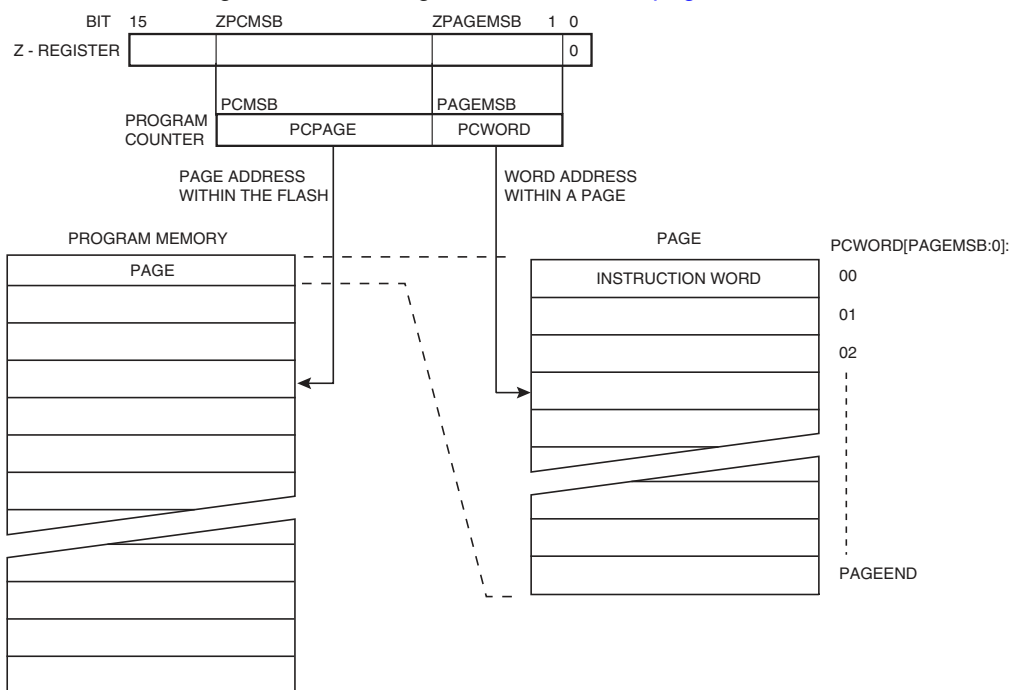 BIT 15 ZPCMSB ZPAGEMSB 1 0
Z - REGISTER 0
PCMSB PAGEMSB
PROGRAM
COUNTER
PCPAGE PCWORD
PAGE ADDRESS
WITHIN THE FLASH
WORD ADDRESS
WITHIN A PAGE
PROGRAM MEMORY
PAGE
PAGE
INSTRUCTION WORD
PCWORD[PAGEMSB:0]:
00
01
02
PAGEEND